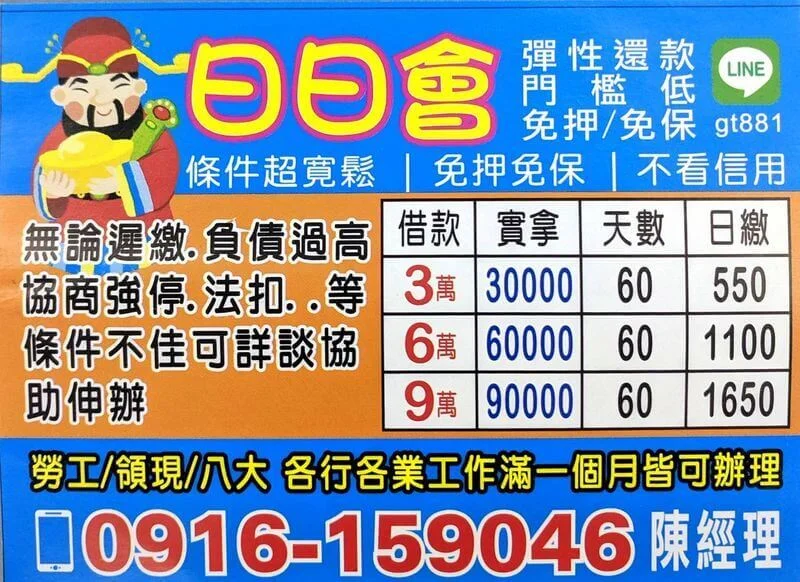 日日會
彈性還款
門檻低
免押/免保
LINE
gt881
條件超寬鬆 | 免押免保 | 不看信用
無論遲繳.負債過高
協商強停.法扣..等
條件不佳可詳談協
助伸辦
借款 實拿 天數 日繳
3萬 30000 60 550
6萬 60000 60 1100
9萬 90000 60 1650
勞工/領現/八大 各行各業工作滿一個月皆可辦理
0916-159046 陳經理